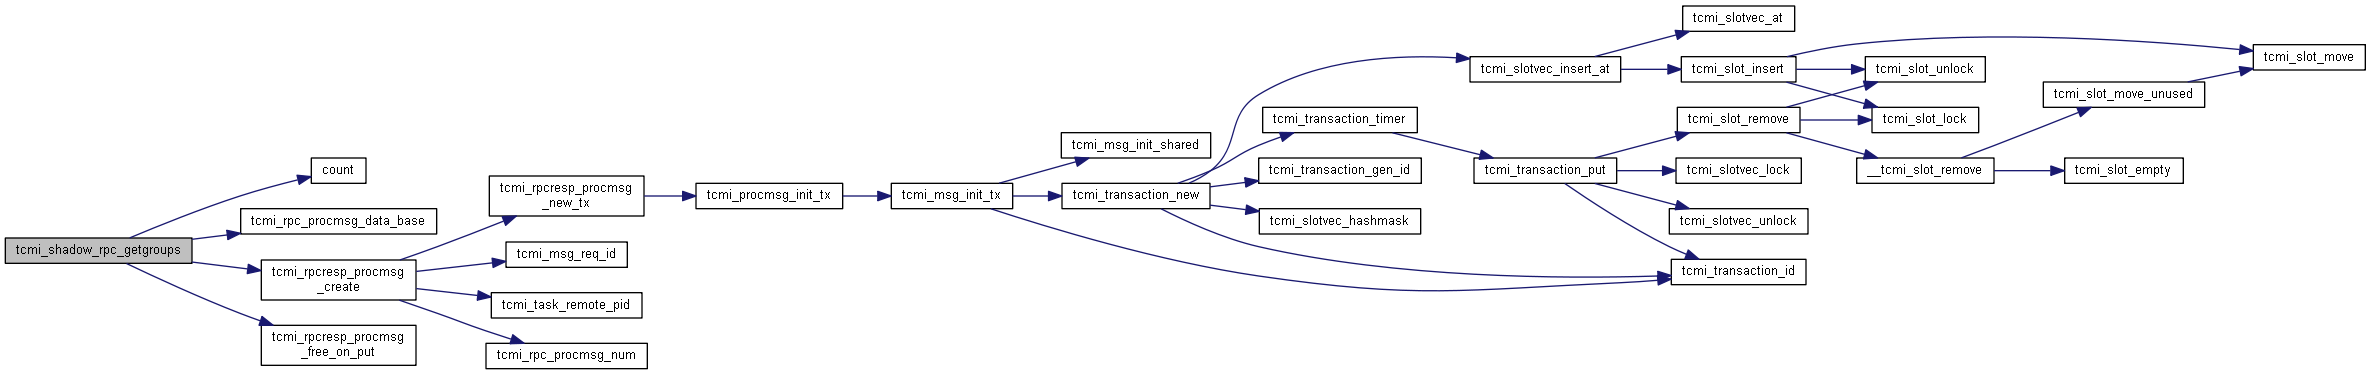 tcmi_shadow_rpc_getgroups
count
tcmi_rpc_procmsg_data_base
tcmi_rpcresp_procmsg
_create
tcmi_rpcresp_procmsg
_free_on_put
tcmi_rpcresp_procmsg
_new_tx
tcmi_msg_req_id
tcmi_task_remote_pid
tcmi_rpc_procmsg_num
tcmi_procmsg_init_tx
tcmi_msg_init_tx
tcmi_msg_init_shared
tcmi_transaction_new
tcmi_transaction_timer
tcmi_transaction_gen_id
tcmi_slotvec_hashmask
tcmi_slotvec_insert_at
tcmi_transaction_put
tcmi_slotvec_at
tcmi_slot_insert
tcmi_slot_remove
tcmi_slotvec_lock
tcmi_slotvec_unlock
tcmi_transaction_id
tcmi_slot_unlock
tcmi_slot_lock
__tcmi_slot_remove
tcmi_slot_move_unused
tcmi_slot_empty
tcmi_slot_move